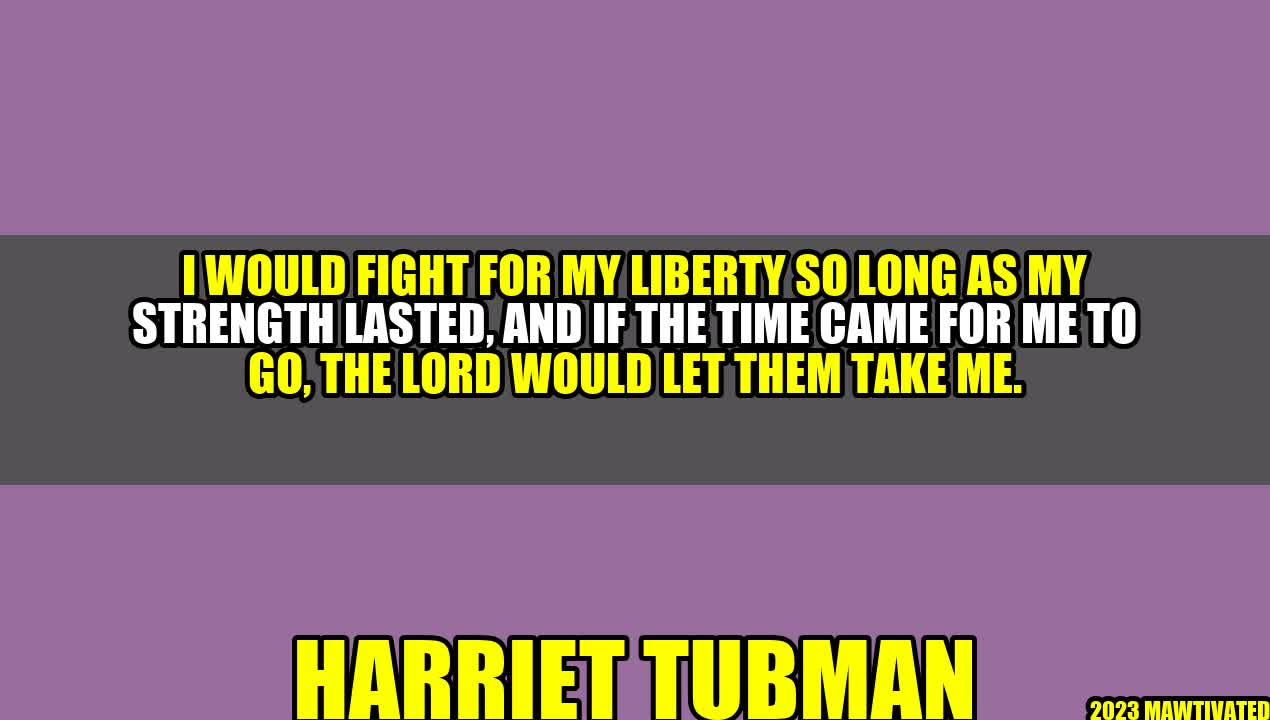 I WOULD FIGHT FOR MY LIBERTY SO LONG AS MY
STRENGTH LASTED, AND IF THE TIME CAME FOR ME TO
GO, THE LORD WOULD LET THEM TAKE ME.
HARRIET TUBMAN
2023 MAWTIVATED